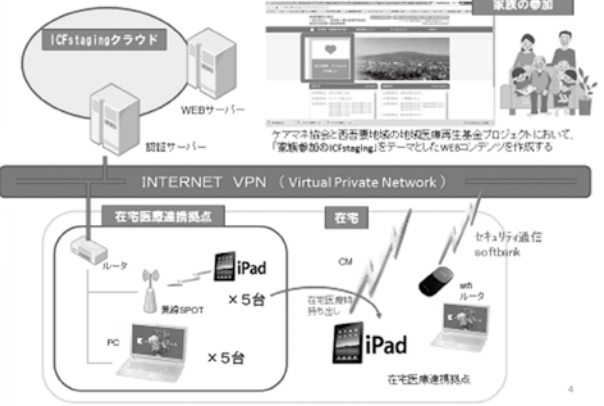 家族の参加
ICFstagingクラウド
WEBサーバー
認証サーバー
ケアマネ協会と西吾妻地域の地域医療再生基金プロジェクトにおいて、
「家族参加のICFstaging」をテーマとしたWEBコンテンツを作成する
INTERNET VPN （ Virtual Private Network ）
在宅医療連携拠点
在宅
セキュリティ通信
softbank
ルータ
iPad
CM
無線SPOT
×5台
在宅医療時
持ち出し
wifi
ルータ
PC
×5台
iPad
在宅医療連携拠点
4